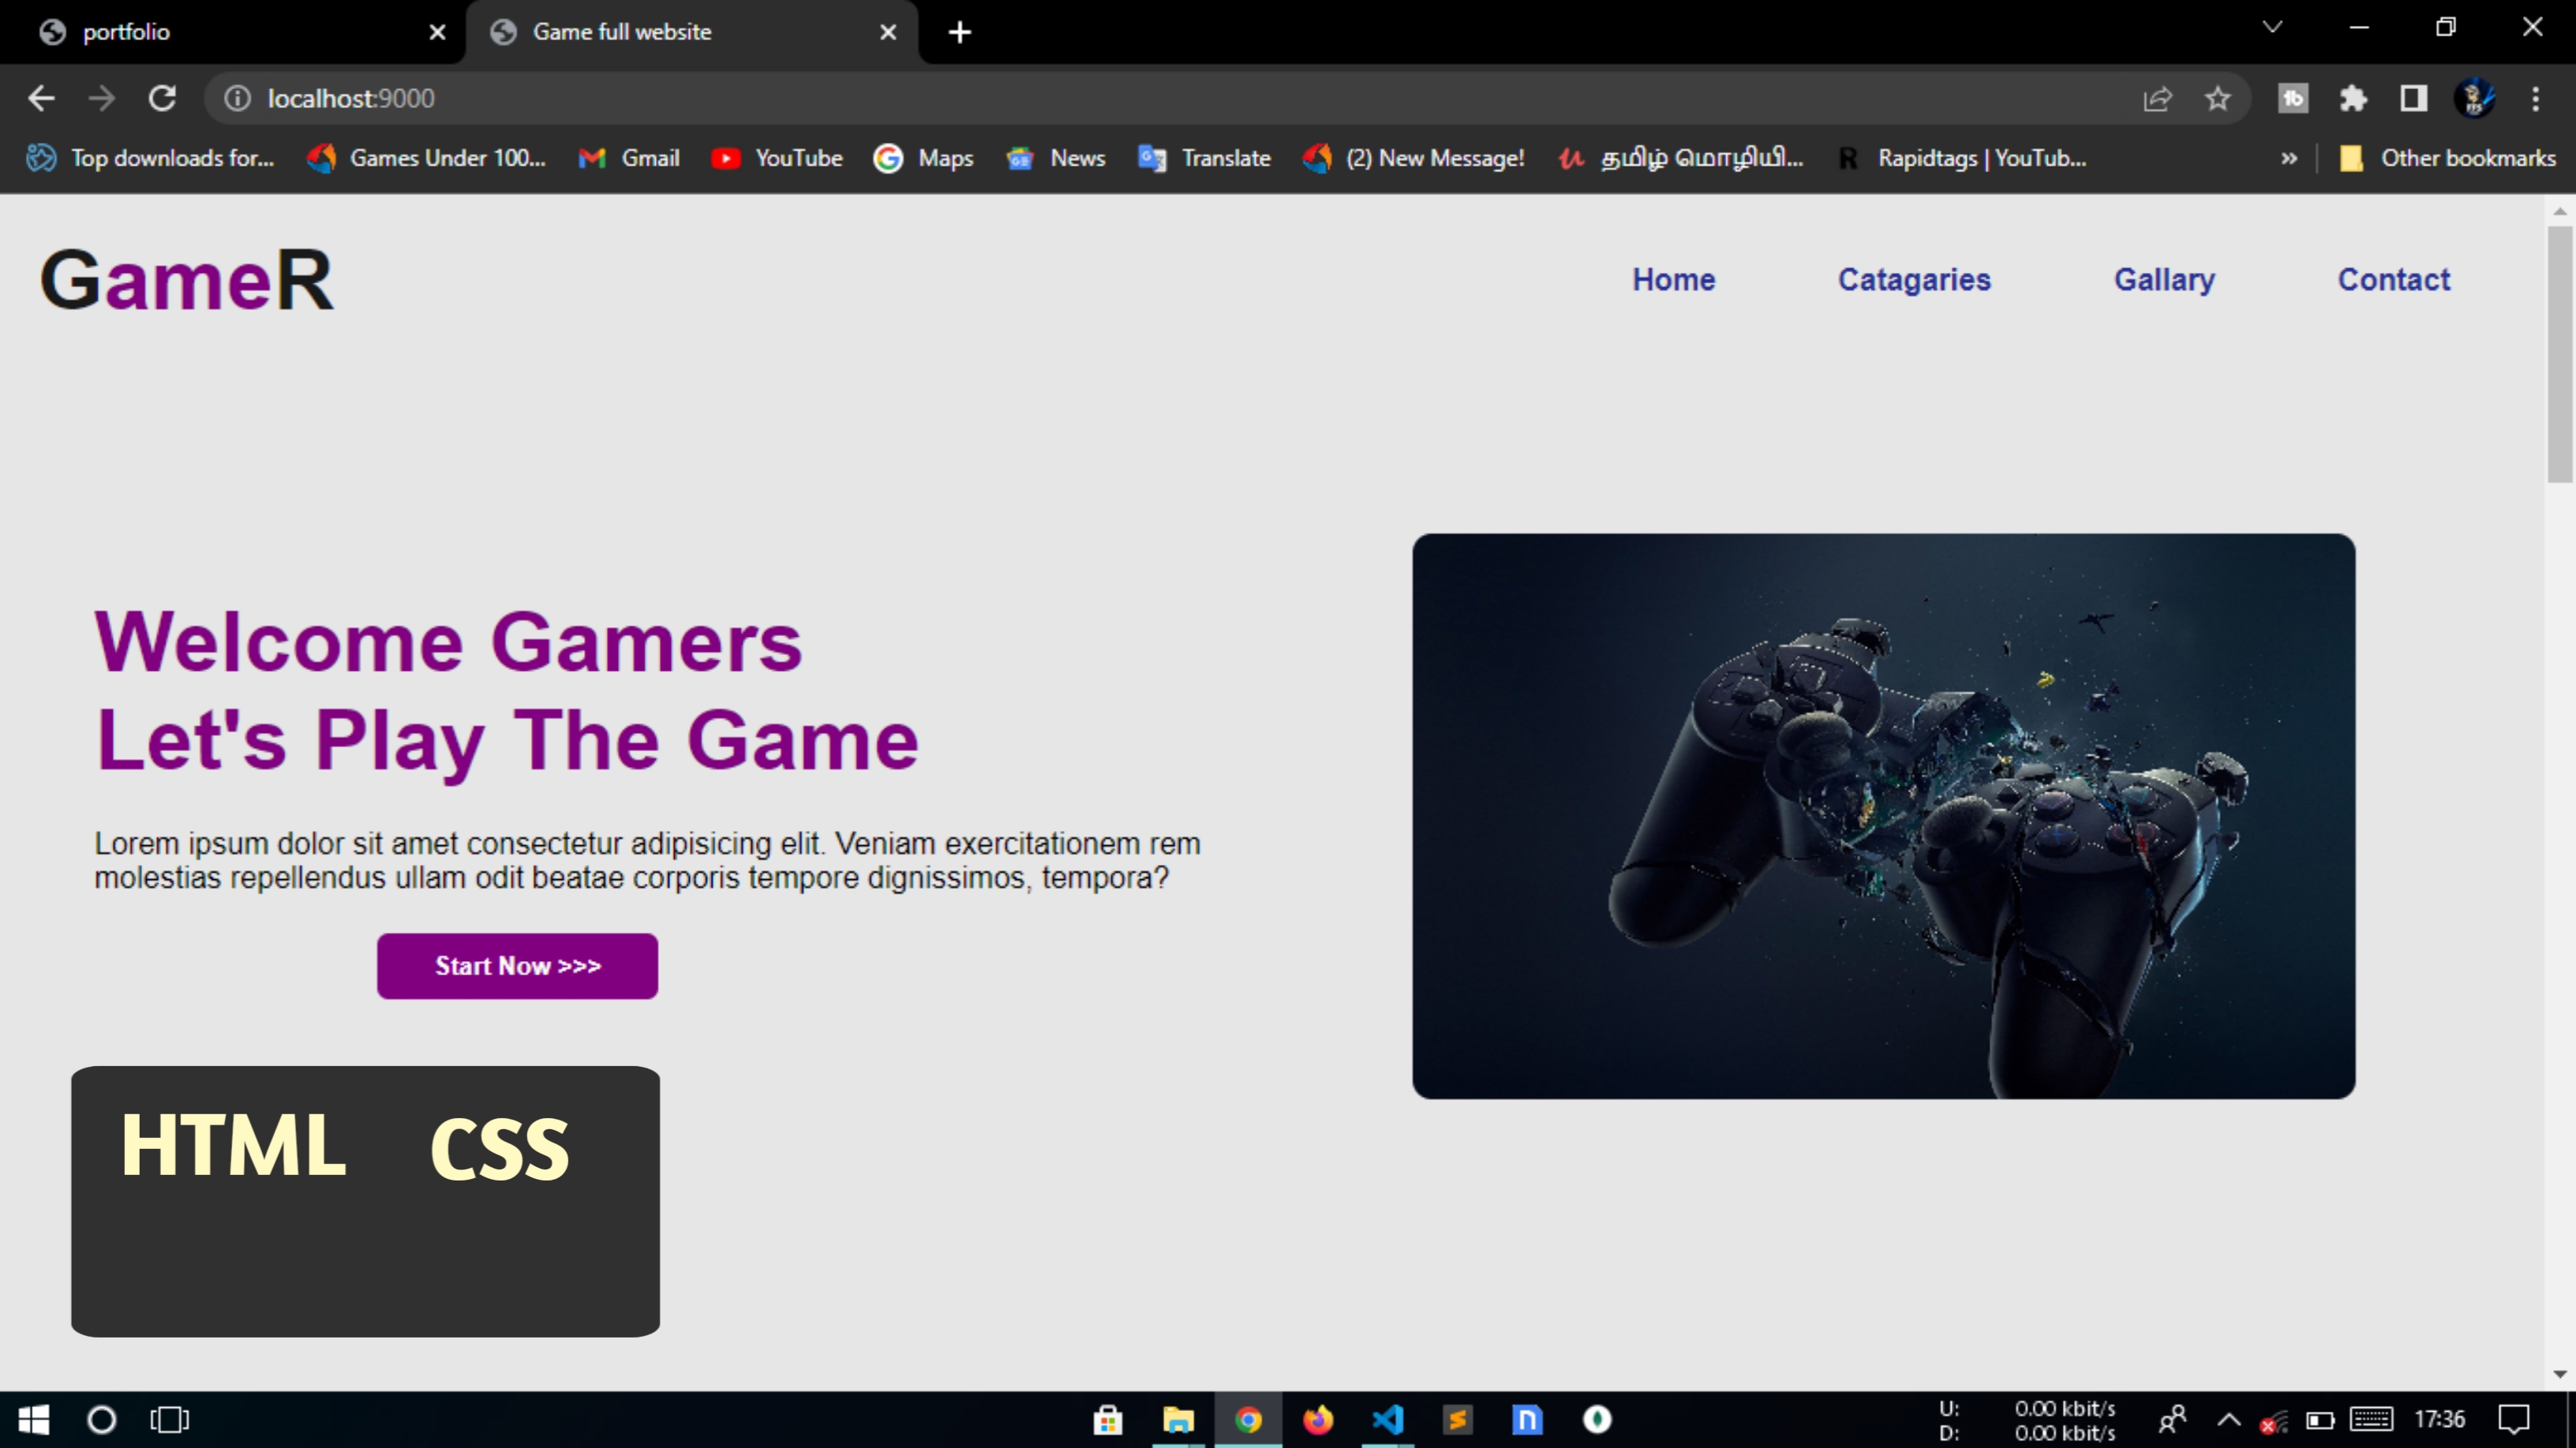 portfolio
Game full website
localhost:9000
Top downloads for...
Games Under 100...
Gmail
YouTube
Maps
News
Translate
(2) New Message!
தமிழ் மொழியி...
Rapidtags | YouTub...
»
Other bookmarks
GameR
Home
Catagaries
Gallary
Contact
Welcome Gamers
Let's Play The Game
Lorem ipsum dolor sit amet consectetur adipisicing elit. Veniam exercitationem rem
molestias repellendus ullam odit beatae corporis tempore dignissimos, tempora?
Start Now >>>
HTML CSS
U: 0.00 kbit/s
D: 0.00 kbit/s
17:36